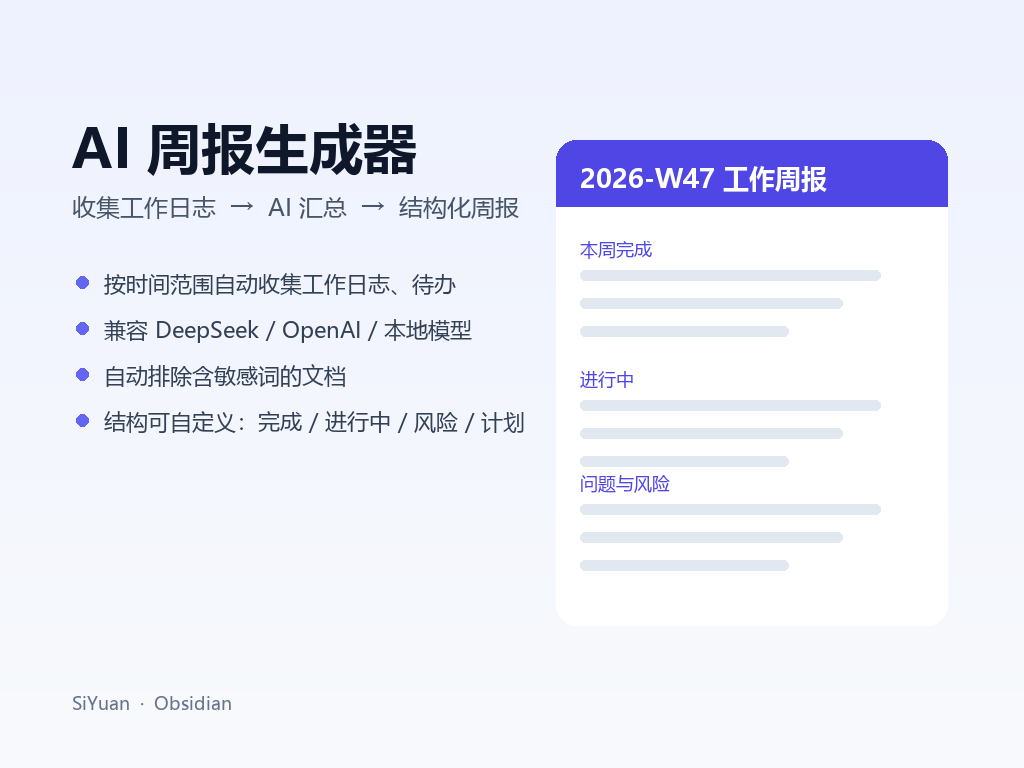 AI 周报生成器
收集工作日志 → AI 汇总 → 结构化周报
按时间范围自动收集工作日志、待办
兼容 DeepSeek / OpenAI / 本地模型
自动排除含敏感词的文档
结构可自定义：完成 / 进行中 / 风险 / 计划
2026-W47 工作周报
本周完成
进行中
问题与风险
SiYuan · Obsidian